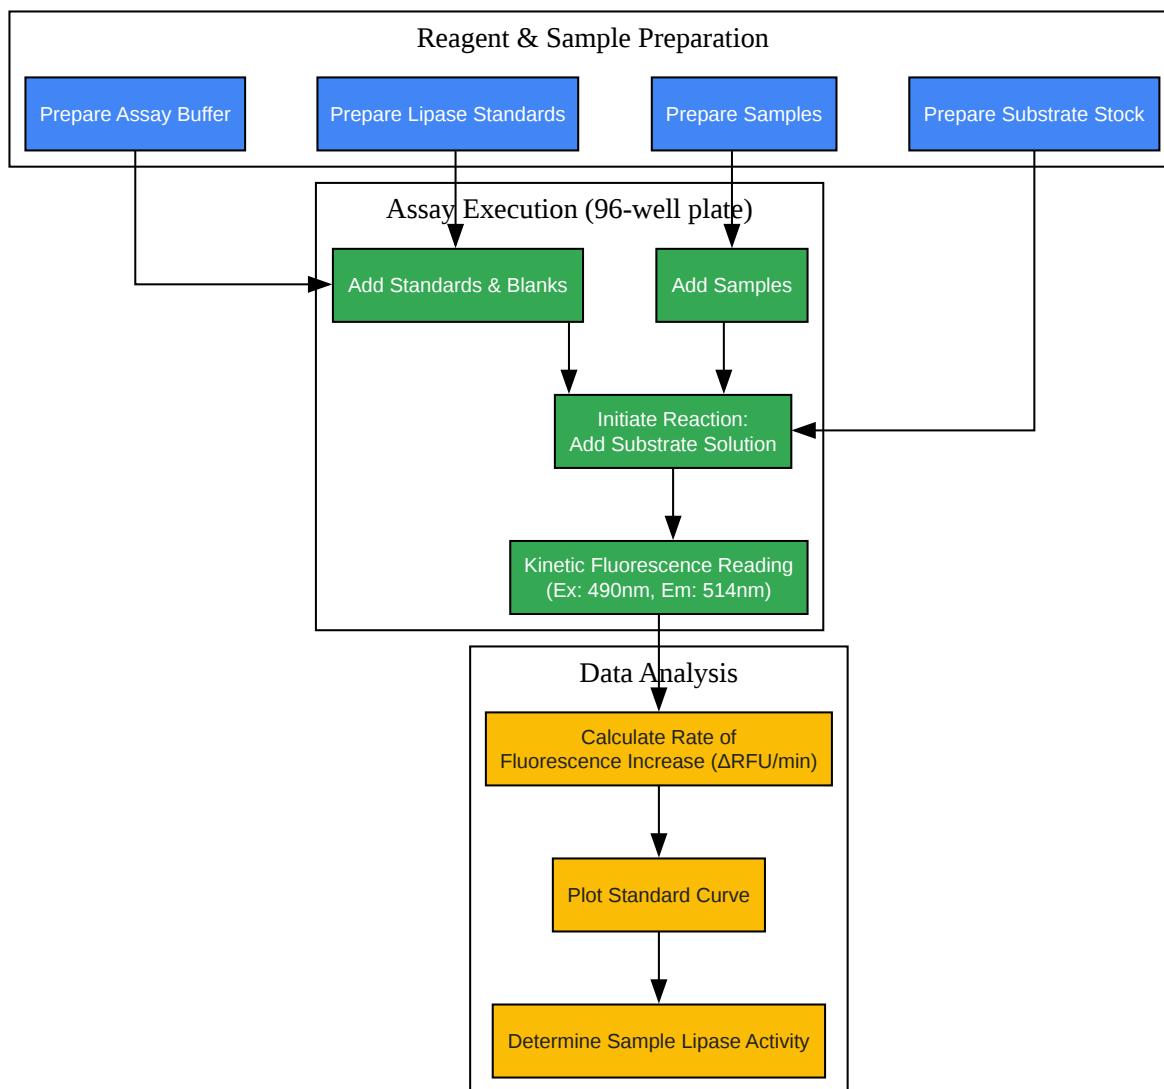 Reagent & Sample Preparation
Prepare Assay Buffer
Prepare Lipase Standards
Prepare Samples
Prepare Substrate Stock
Assay Execution (96-well plate)
Add Standards & Blanks
Add Samples
Initiate Reaction:
Add Substrate Solution
Kinetic Fluorescence Reading
(Ex: 490nm, Em: 514nm)
Data Analysis
Calculate Rate of
Fluorescence Increase (ΔRFU/min)
Plot Standard Curve
Determine Sample Lipase Activity